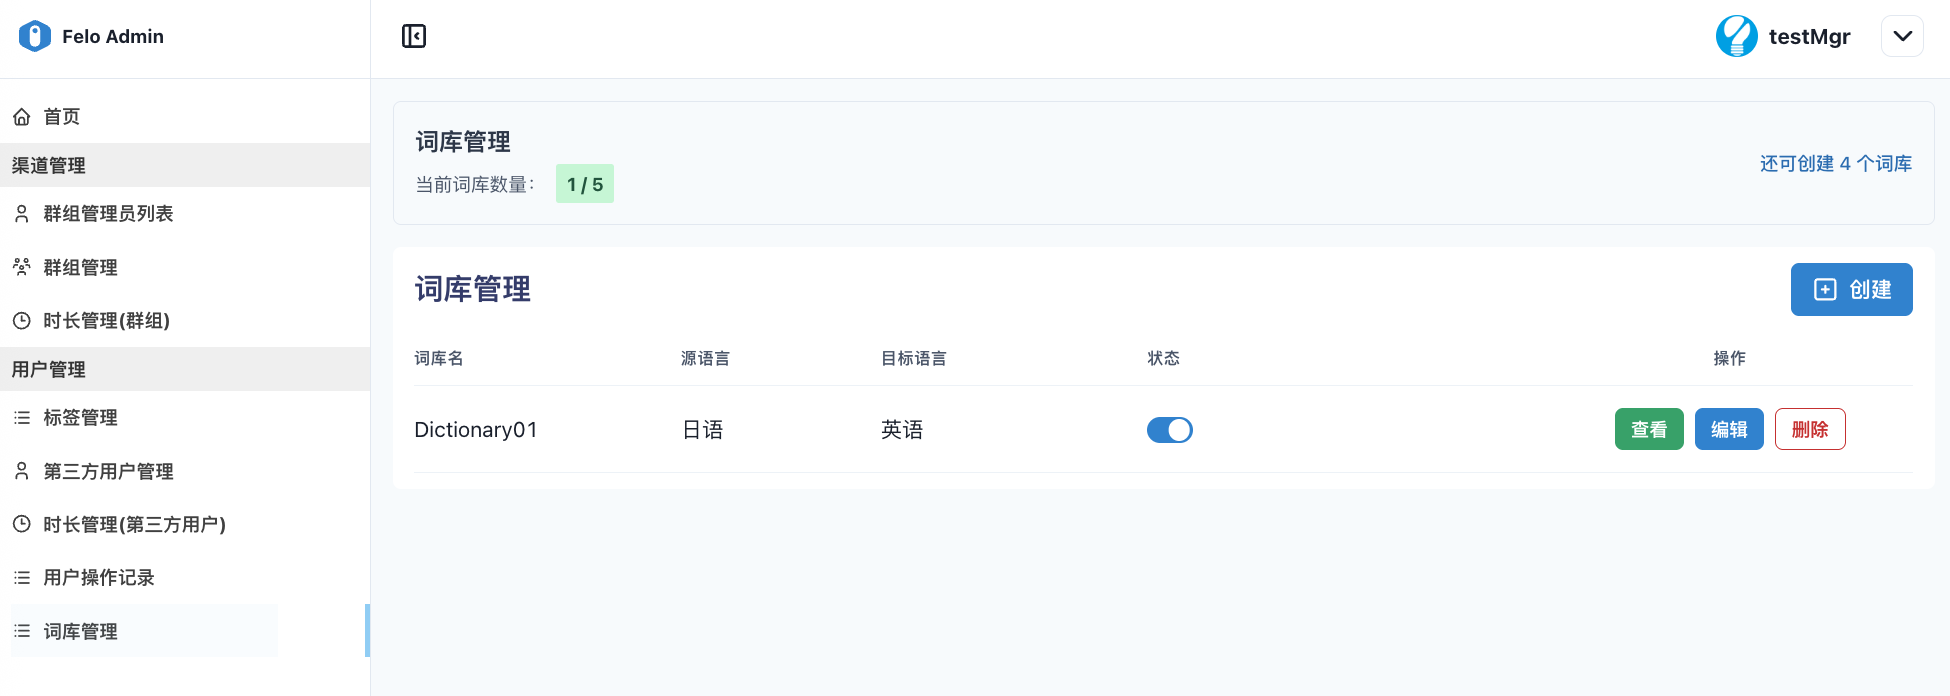 Felo Admin
testMgr
首页
渠道管理
群组管理员列表
群组管理
时长管理(群组)
用户管理
标签管理
第三方用户管理
时长管理(第三方用户)
用户操作记录
词库管理
词库管理
当前词库数量: 1 / 5
还可创建 4 个词库
词库管理
创建
词库名 源语言 目标语言 状态 操作
Dictionary01 日语 英语 查看 编辑 删除